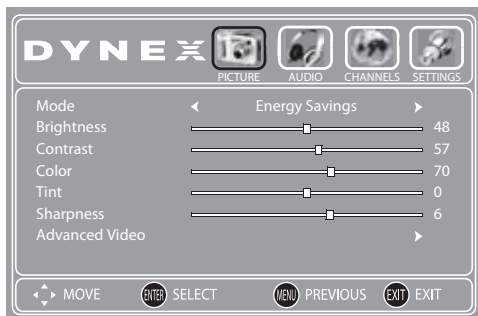 DYNEX
PICTURE AUDIO CHANNELS SETTINGS
Mode Energy Savings
Brightness 48
Contrast 57
Color 70
Tint 0
Sharpness 6
Advanced Video
MOVE ENTER SELECT MENU PREVIOUS EXIT EXIT